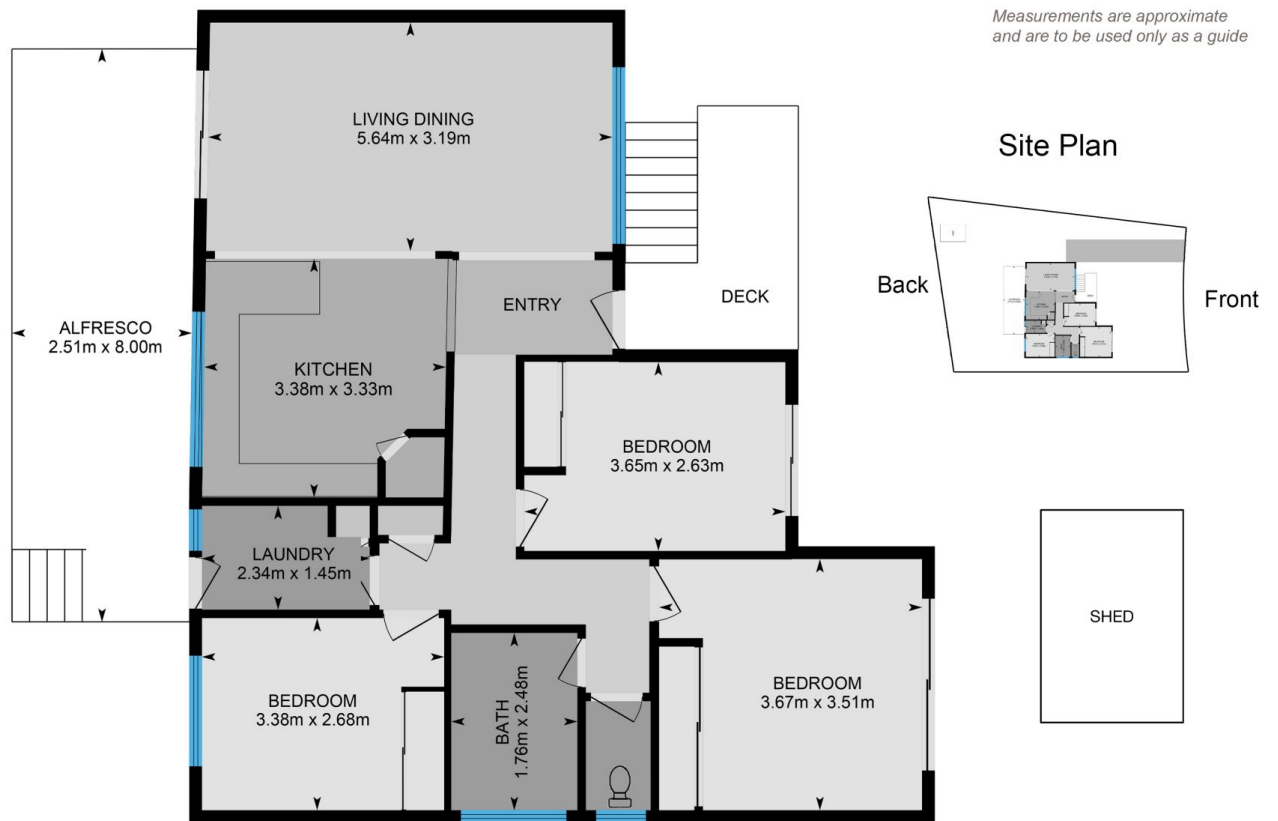 Measurements are approximate
and are to be used only as a guide
LIVING DINING
5.64m x 3.19m
Site Plan
Back
Front
ENTRY
DECK
ALFRESCO
2.51m x 8.00m
KITCHEN
3.38m x 3.33m
BEDROOM
3.65m x 2.63m
LAUNDRY
2.34m x 1.45m
SHED
BEDROOM
3.38m x 2.68m
BATH
1.76m x 2.48m
BEDROOM
3.67m x 3.51m